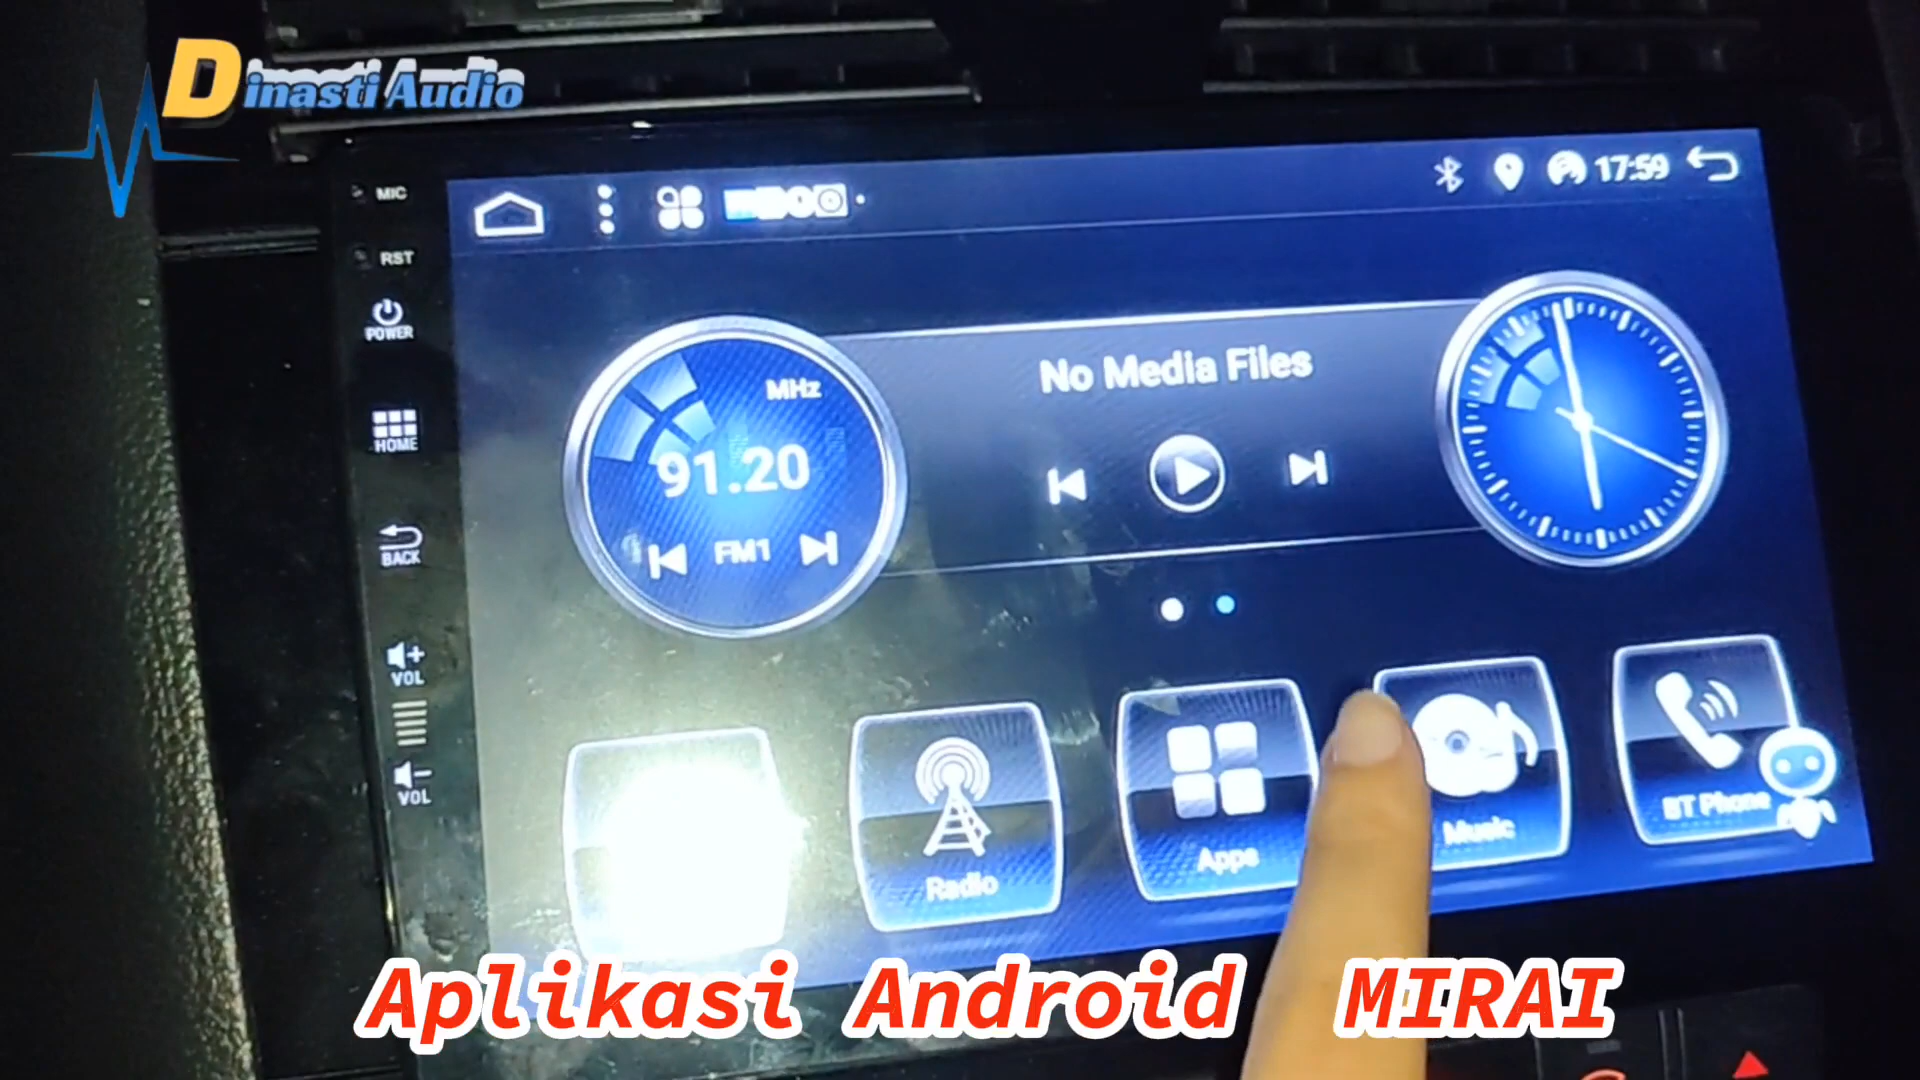 Dinasti Audio
MIC
RST
POWER
HOME
BACK
VOL
VOL
17:59
MHz
91.20
FM1
No Media Files
Radio
Apps
Music
BT Phone
Aplikasi Android MIRAI